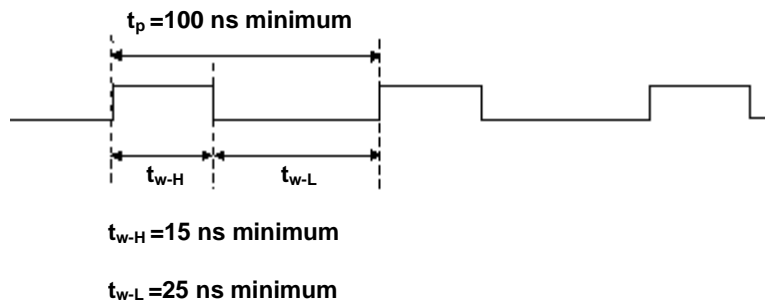 tp =100 ns minimum
tw-H tw-L
tw-H =15 ns minimum
tw-L =25 ns minimum